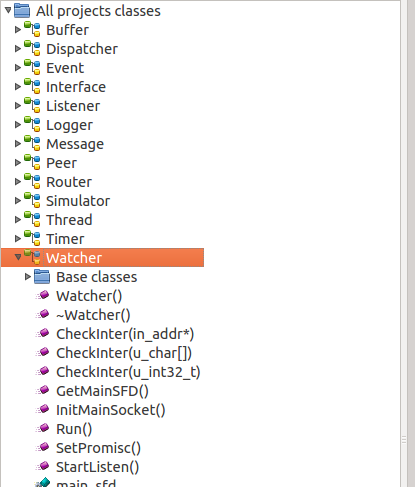 All projects classes
Buffer
Dispatcher
Event
Interface
Listener
Logger
Message
Peer
Router
Simulator
Thread
Timer
Watcher
Base classes
Watcher()
~Watcher()
CheckInter(in_addr*)
CheckInter(u_char[])
CheckInter(u_int32_t)
GetMainSFD()
InitMainSocket()
Run()
SetPromisc()
StartListen()
main_sfd